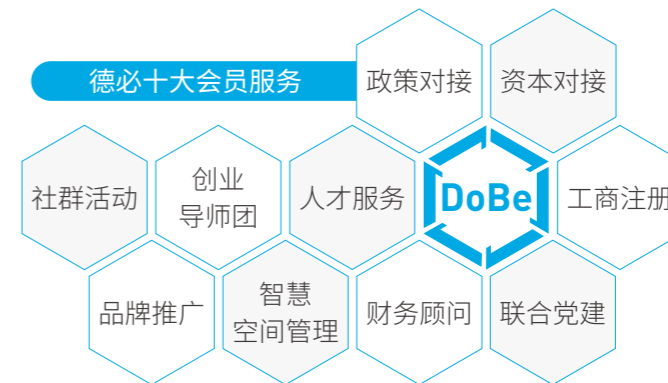 德必十大会员服务
政策对接
资本对接
社群活动
创业
导师团
人才服务
DoBe
工商注册
品牌推广
智慧
空间管理
财务顾问
联合党建